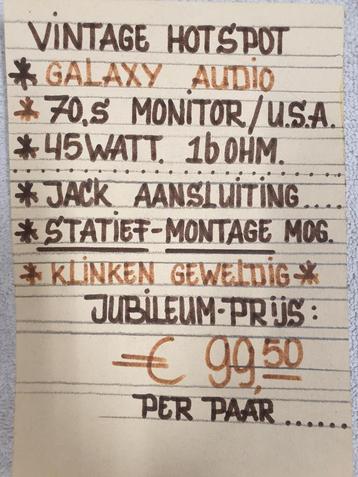 VINTAGE HOTSPOT
* GALAXY AUDIO
* 70,S MONITOR/U.S.A.
* 45 WATT. 16 OHM.
* JACK AANSLUITING....
* STATIEF-MONTAGE MOG.
* KLINKEN GEWELDIG *
JUBILEUM-PRIJS:
=€ 99,50
PER PAAR......